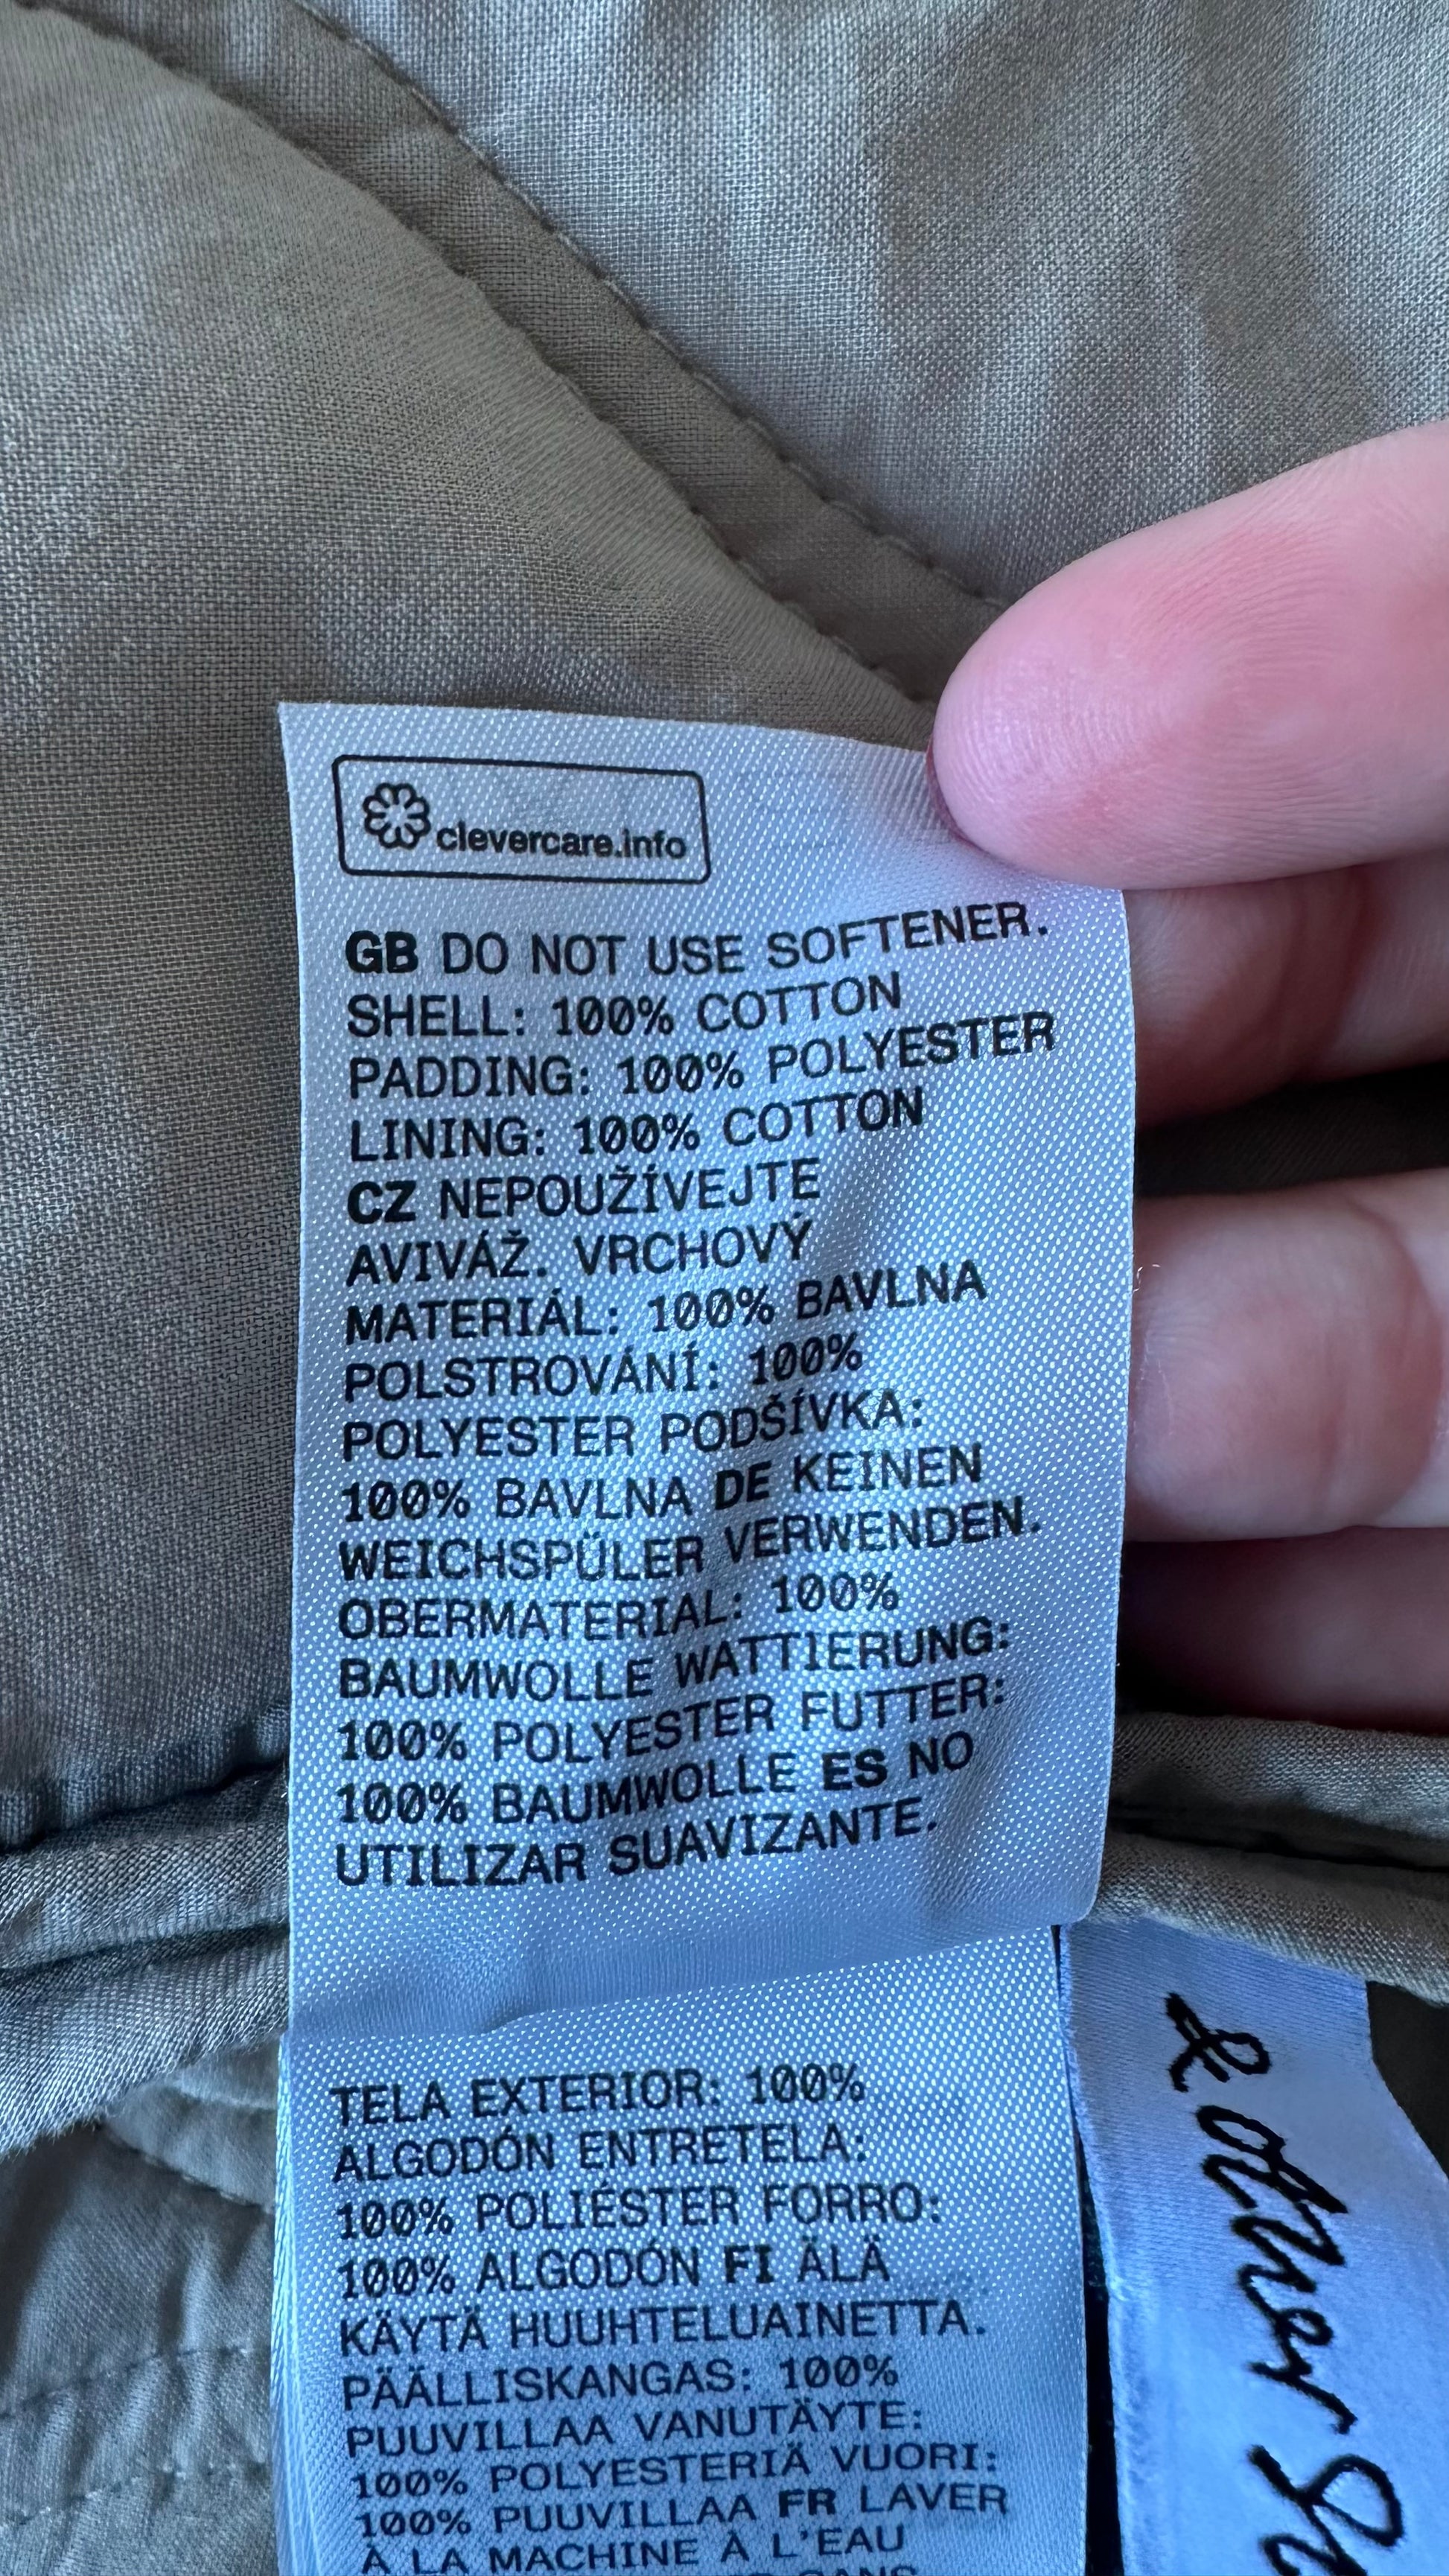 clevercare.info
GB DO NOT USE SOFTENER.
SHELL: 100% COTTON
PADDING: 100% POLYESTER
LINING: 100% COTTON
CZ NEPOUŽÍVEJTE
AVIVÁŽ. VRCHOVÝ
MATERIÁL: 100% BAVLNA
POLSTROVÁNÍ: 100%
POLYESTER PODŠÍVKA:
100% BAVLNA DE KEINEN
WEICHSPÜLER VERWENDEN.
OBERMATERIAL: 100%
BAUMWOLLE WATTIERUNG:
100% POLYESTER FUTTER:
100% BAUMWOLLE ES NO
UTILIZAR SUAVIZANTE.
TELA EXTERIOR: 100%
ALGODÓN ENTRETELA:
100% POLIÉSTER FORRO:
100% ALGODÓN FI ÄLÄ
KÄYTÄ HUUHTELUAINETTA.
PÄÄLLISKANGAS: 100%
PUUVILLAA VANUTÄYTE:
100% POLYESTERIÄ VUORI:
100% PUUVILLAA FR LAVER
À LA MACHINE À L'EAU
& other